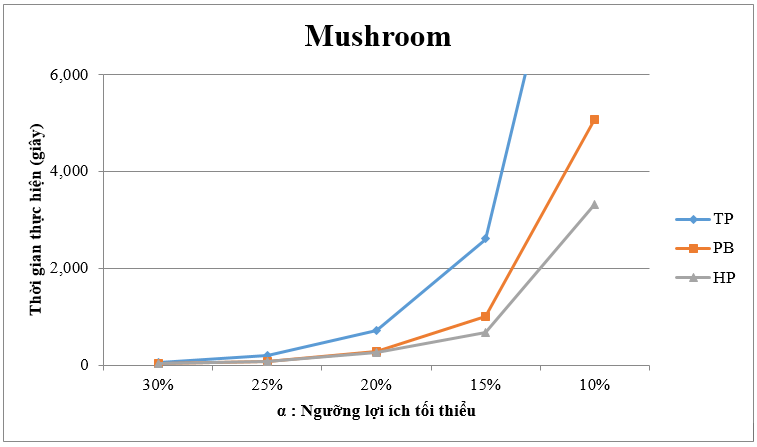 Mushroom
6,000
4,000
2,000
0
Thời gian thực hiện (giây)
30%
25%
20%
15%
10%
α : Ngưỡng lợi ích tối thiểu
TP
PB
HP